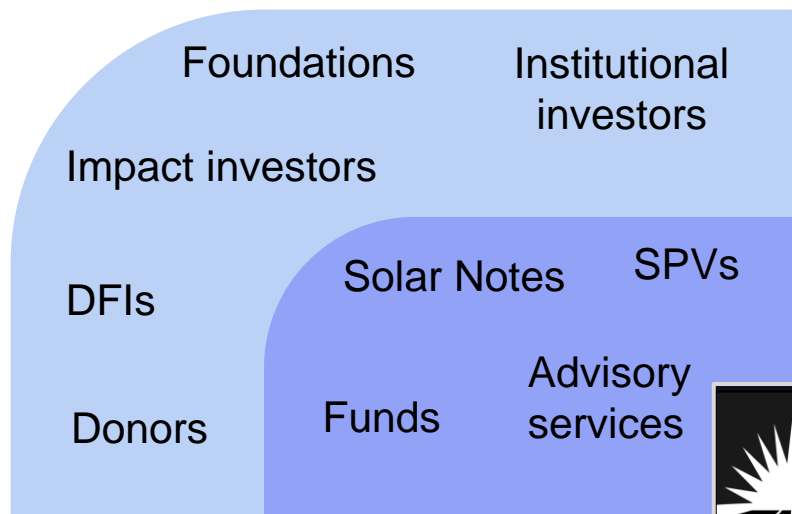 Foundations
Institutional
investors
Impact investors
DFIs
Donors
Solar Notes
SPVs
Funds
Advisory
services